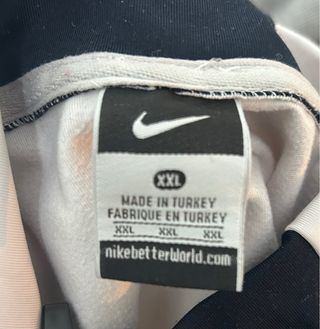 XXL
MADE IN TURKEY
FABRIQUE EN TURKEY
XXL XXL XXL
nikebetterworld.com